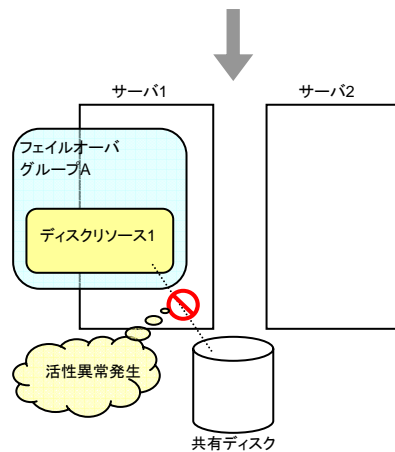 サーバ1
サーバ2
フェイルオーバ
グループA
ディスクリソース1
活性異常発生
共有ディスク